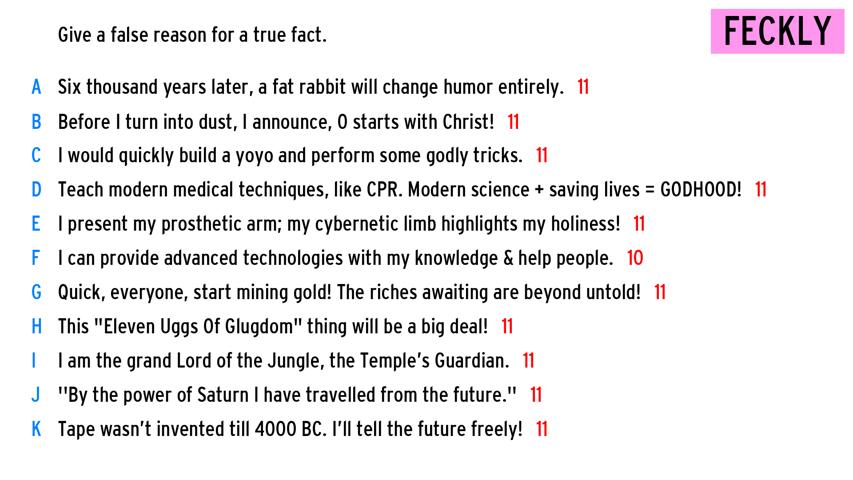 Give a false reason for a true fact.
FECKLY
A Six thousand years later, a fat rabbit will change humor entirely. 11
B Before I turn into dust, I announce, 0 starts with Christ! 11
C I would quickly build a yoyo and perform some godly tricks. 11
D Teach modern medical techniques, like CPR. Modern science + saving lives = GODHOOD! 11
E I present my prosthetic arm; my cybernetic limb highlights my holiness! 11
F I can provide advanced technologies with my knowledge & help people. 10
G Quick, everyone, start mining gold! The riches awaiting are beyond untold! 11
H This "Eleven Uggs Of Glugdom" thing will be a big deal! 11
I I am the grand Lord of the Jungle, the Temple's Guardian. 11
J "By the power of Saturn I have travelled from the future." 11
K Tape wasn't invented till 4000 BC. I'll tell the future freely! 11